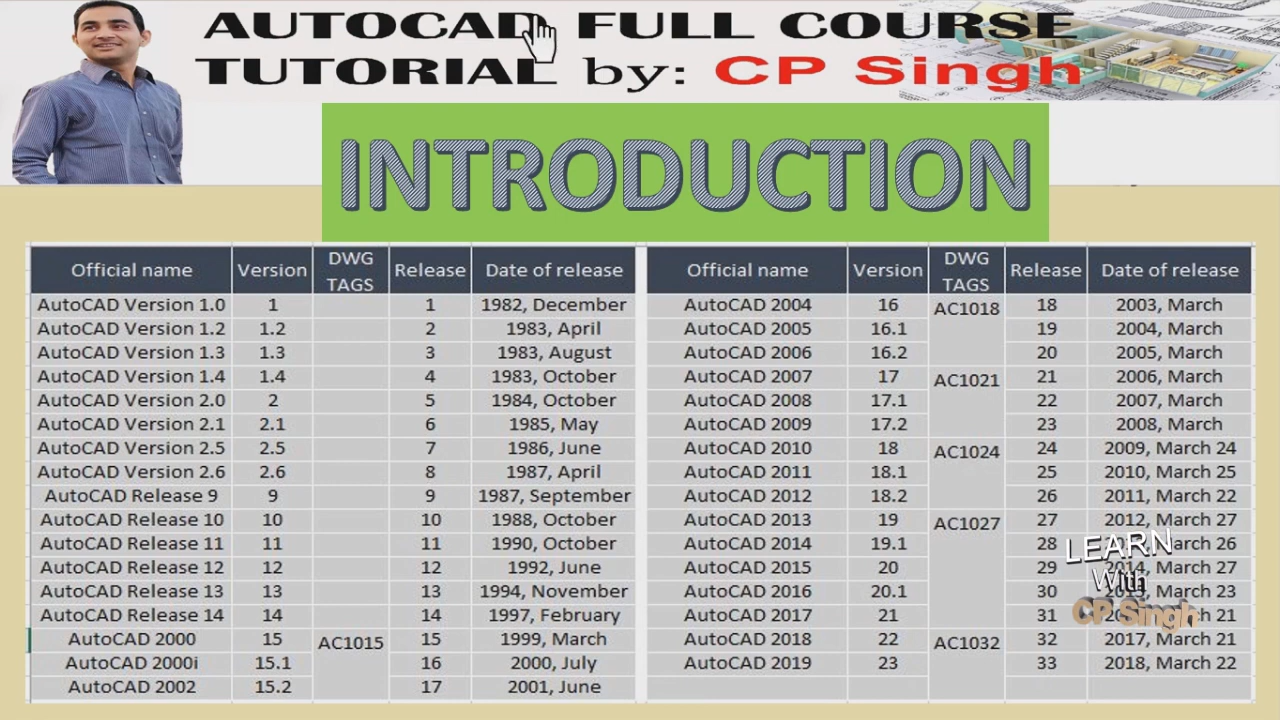 AUTOCAD FULL COURSE
TUTORIAL by: CP Singh
INTRODUCTION
Official name Version DWG TAGS Release Date of release
AutoCAD Version 1.0 1 1 1982, December
AutoCAD Version 1.2 1.2 2 1983, April
AutoCAD Version 1.3 1.3 3 1983, August
AutoCAD Version 1.4 1.4 4 1983, October
AutoCAD Version 2.0 2 5 1984, October
AutoCAD Version 2.1 2.1 6 1985, May
AutoCAD Version 2.5 2.5 7 1986, June
AutoCAD Version 2.6 2.6 8 1987, April
AutoCAD Release 9 9 9 1987, September
AutoCAD Release 10 10 10 1988, October
AutoCAD Release 11 11 11 1990, October
AutoCAD Release 12 12 12 1992, June
AutoCAD Release 13 13 13 1994, November
AutoCAD Release 14 14 14 1997, February
AutoCAD 2000 15 AC1015 15 1999, March
AutoCAD 2000i 15.1 16 2000, July
AutoCAD 2002 15.2 17 2001, June
Official name Version DWG TAGS Release Date of release
AutoCAD 2004 16 AC1018 18 2003, March
AutoCAD 2005 16.1 19 2004, March
AutoCAD 2006 16.2 20 2005, March
AutoCAD 2007 17 AC1021 21 2006, March
AutoCAD 2008 17.1 22 2007, March
AutoCAD 2009 17.2 23 2008, March
AutoCAD 2010 18 AC1024 24 2009, March 24
AutoCAD 2011 18.1 25 2010, March 25
AutoCAD 2012 18.2 26 2011, March 22
AutoCAD 2013 19 AC1027 27 2012, March 27
AutoCAD 2014 19.1 28 26
AutoCAD 2015 20 29 2014, March 27
AutoCAD 2016 20.1 30 March 23
AutoCAD 2017 21 31 21
AutoCAD 2018 22 AC1032 32 2017, March 21
AutoCAD 2019 23 33 2018, March 22
LEARN
With
CP Singh